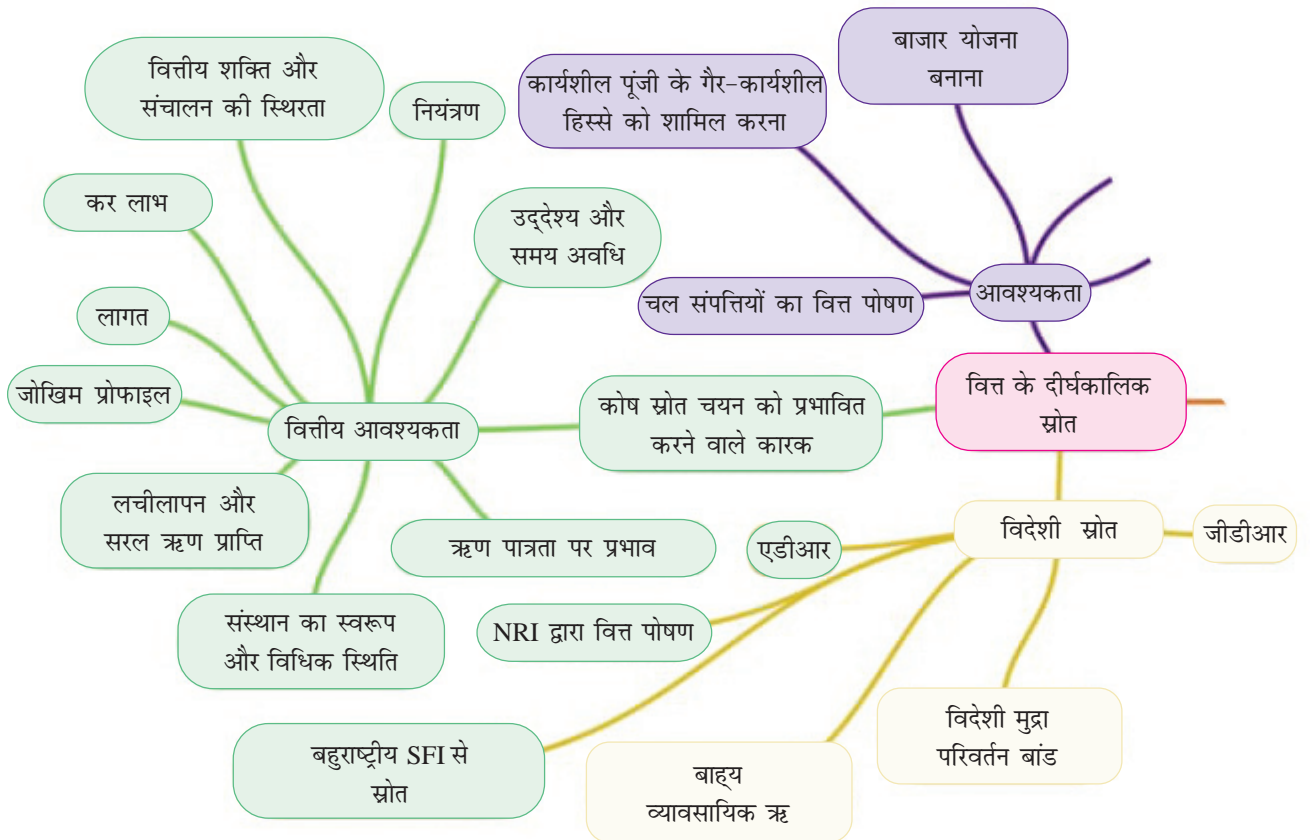 वित्तीय शक्ति और
संचालन की स्थिरता
नियंत्रण
कार्यशील पूंजी के गैर-कार्यशील
हिस्से को शामिल करना
बाजार योजना
बनाना
कर लाभ
उद्देश्य और
समय अवधि
चल संपत्तियों का वित्त पोषण
आवश्यकता
लागत
जोखिम प्रोफाइल
वित्तीय आवश्यकता
कोष स्रोत चयन को प्रभावित
करने वाले कारक
वित्त के दीर्घकालिक
स्रोत
लचीलापन और
सरल ऋण प्राप्ति
ऋण पात्रता पर प्रभाव
एडीआर
विदेशी स्रोत
जीडीआर
संस्थान का स्वरूप
और विधिक स्थिति
NRI द्वारा वित्त पोषण
बहुराष्ट्रीय SFI से
स्रोत
बाह्य
व्यावसायिक ऋ
विदेशी मुद्रा
परिवर्तन बांड